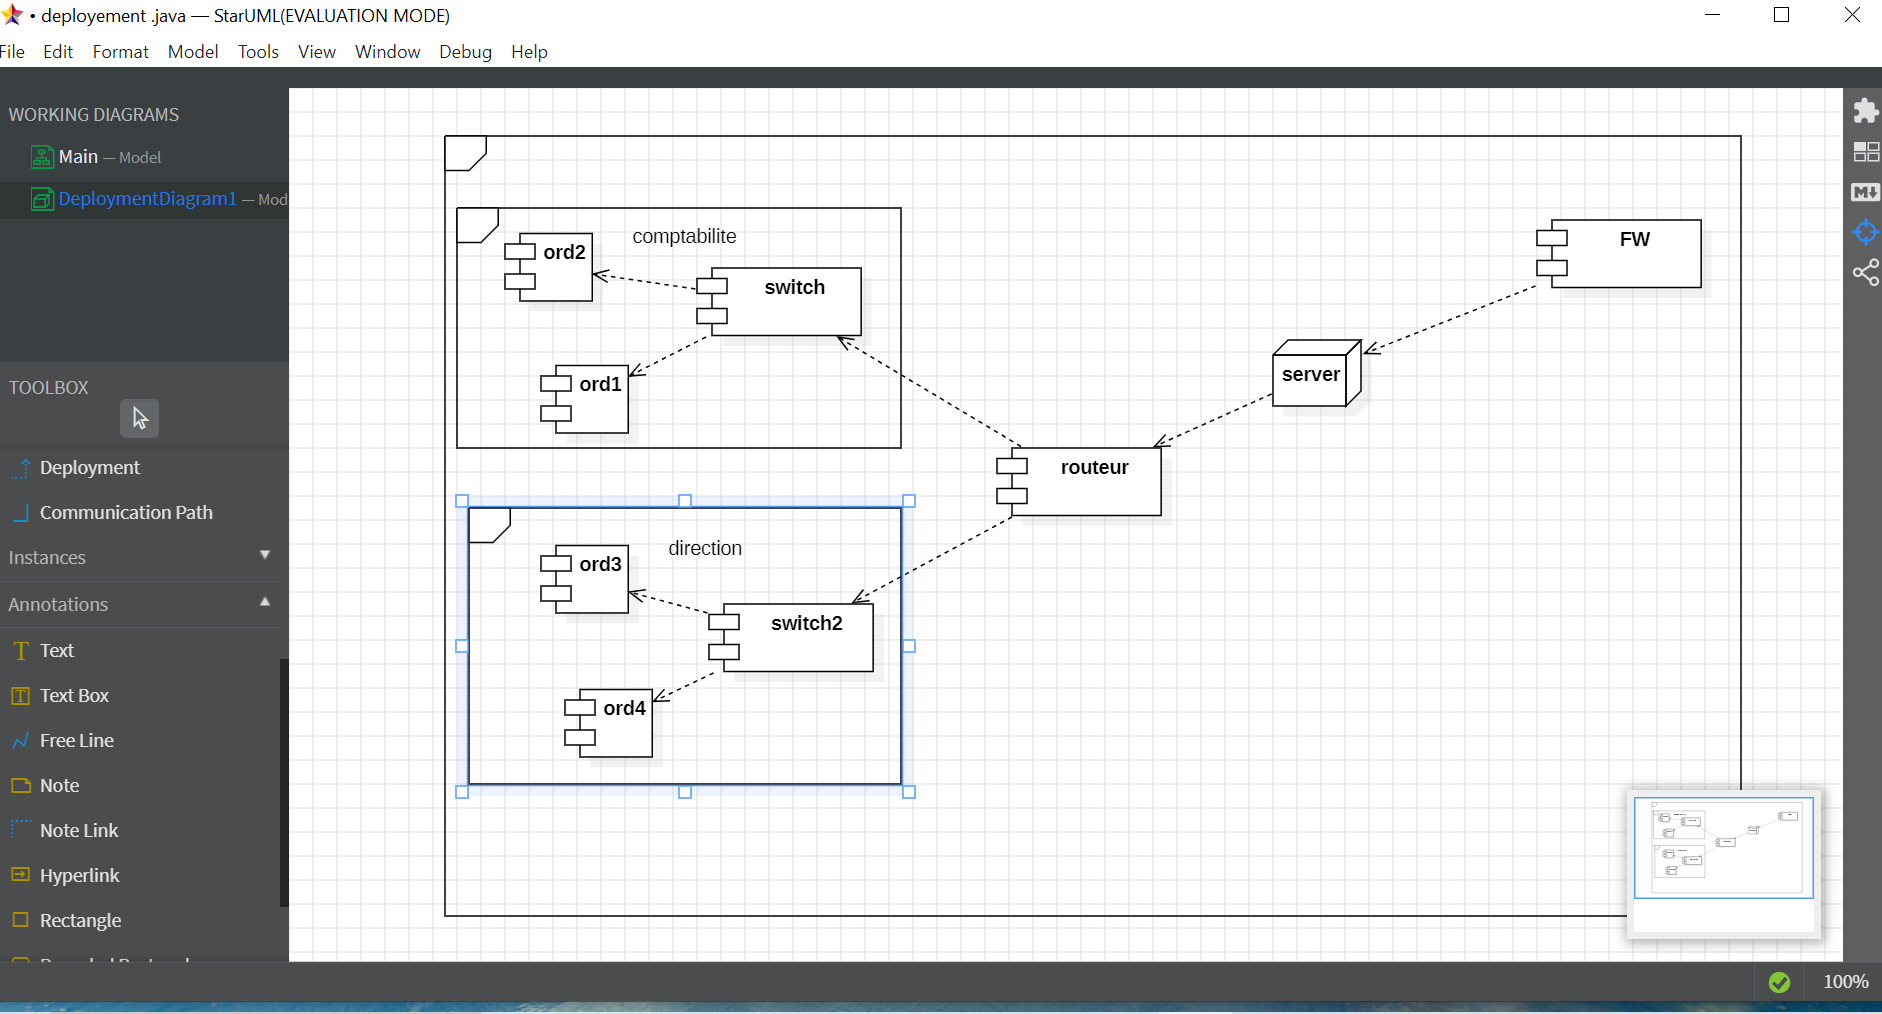 • deployement .java — StarUML(EVALUATION MODE)
File Edit Format Model Tools View Window Debug Help
WORKING DIAGRAMS
Main — Model
DeploymentDiagram1 — Mod
TOOLBOX
Deployment
Communication Path
Instances
Annotations
Text
Text Box
Free Line
Note
Note Link
Hyperlink
Rectangle
comptabilite
ord2
switch
ord1
direction
ord3
switch2
ord4
routeur
server
FW
M
100%